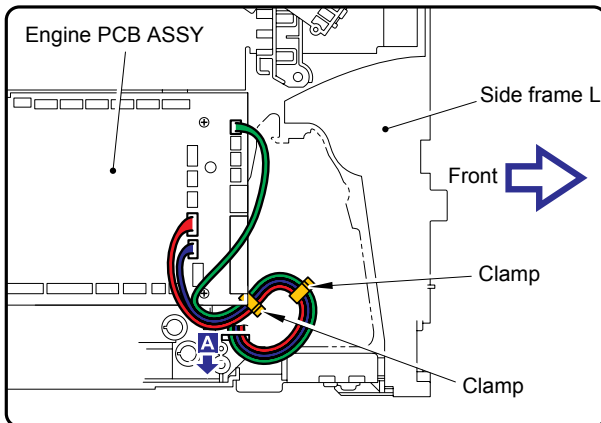 Engine PCB ASSY
Side frame L
Front
Clamp
A
Clamp